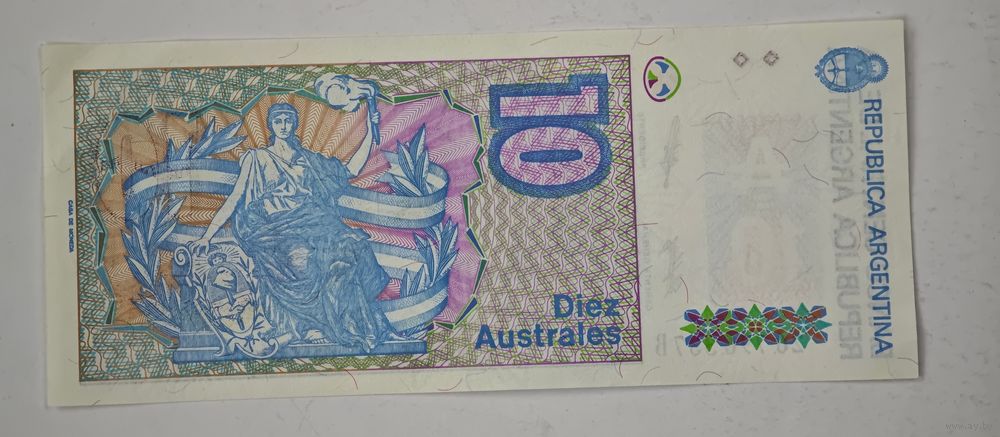 10
Diez
Australes
REPUBLICA ARGENTINA
CASA DE MONEDA